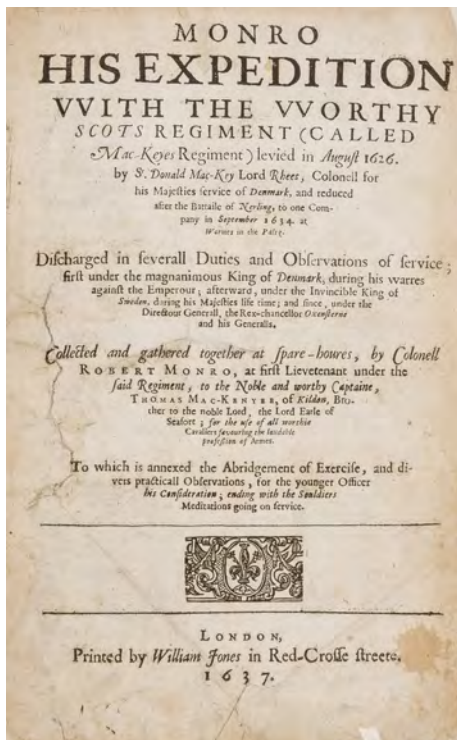 MONRO
HIS EXPEDITION
VVITH THE VVORTHY
SCOTS REGIMENT (CALLED
Mac-Keyes Regiment) levied in Auguſt 1626.
by Sr. Donald Mac-Key Lord Rhees, Colonell for
his Majeſties ſervice of Denmark, and reduced
after the Battaile of Nerling, to one Com-
pany in September 1634. at
Wormes in the Paltz.
Diſcharged in ſeverall Duties and Obſervations of ſervice;
firſt under the magnanimous King of Denmark, during his warres
againſt the Emperour; afterward, under the Invincible King of
Sweden, during his Majeſties life time; and ſince, under the
Directour Generall, the Rex-chancellor Oxenſterne
and his Generalls.
Collected and gathered together at ſpare-houres, by Colonell
ROBERT MONRO, at firſt Lievetenant under the
ſaid Regiment, to the Noble and worthy Captaine,
THOMAS MAC-KENYEE, of Kildon, Bro-
ther to the noble Lord, the Lord Earle of
Seafort; for the uſe of all worthie
Cavaliers favouring the laudable
profeſſion of Armes.
To which is annexed the Abridgement of Exerciſe, and di-
vers practicall Obſervations, for the younger Officer
his Conſideration; ending with the Souldiers
Meditations going on ſervice.
LONDON,
Printed by William Jones in Red-Croſſe ſtreete.
1637.